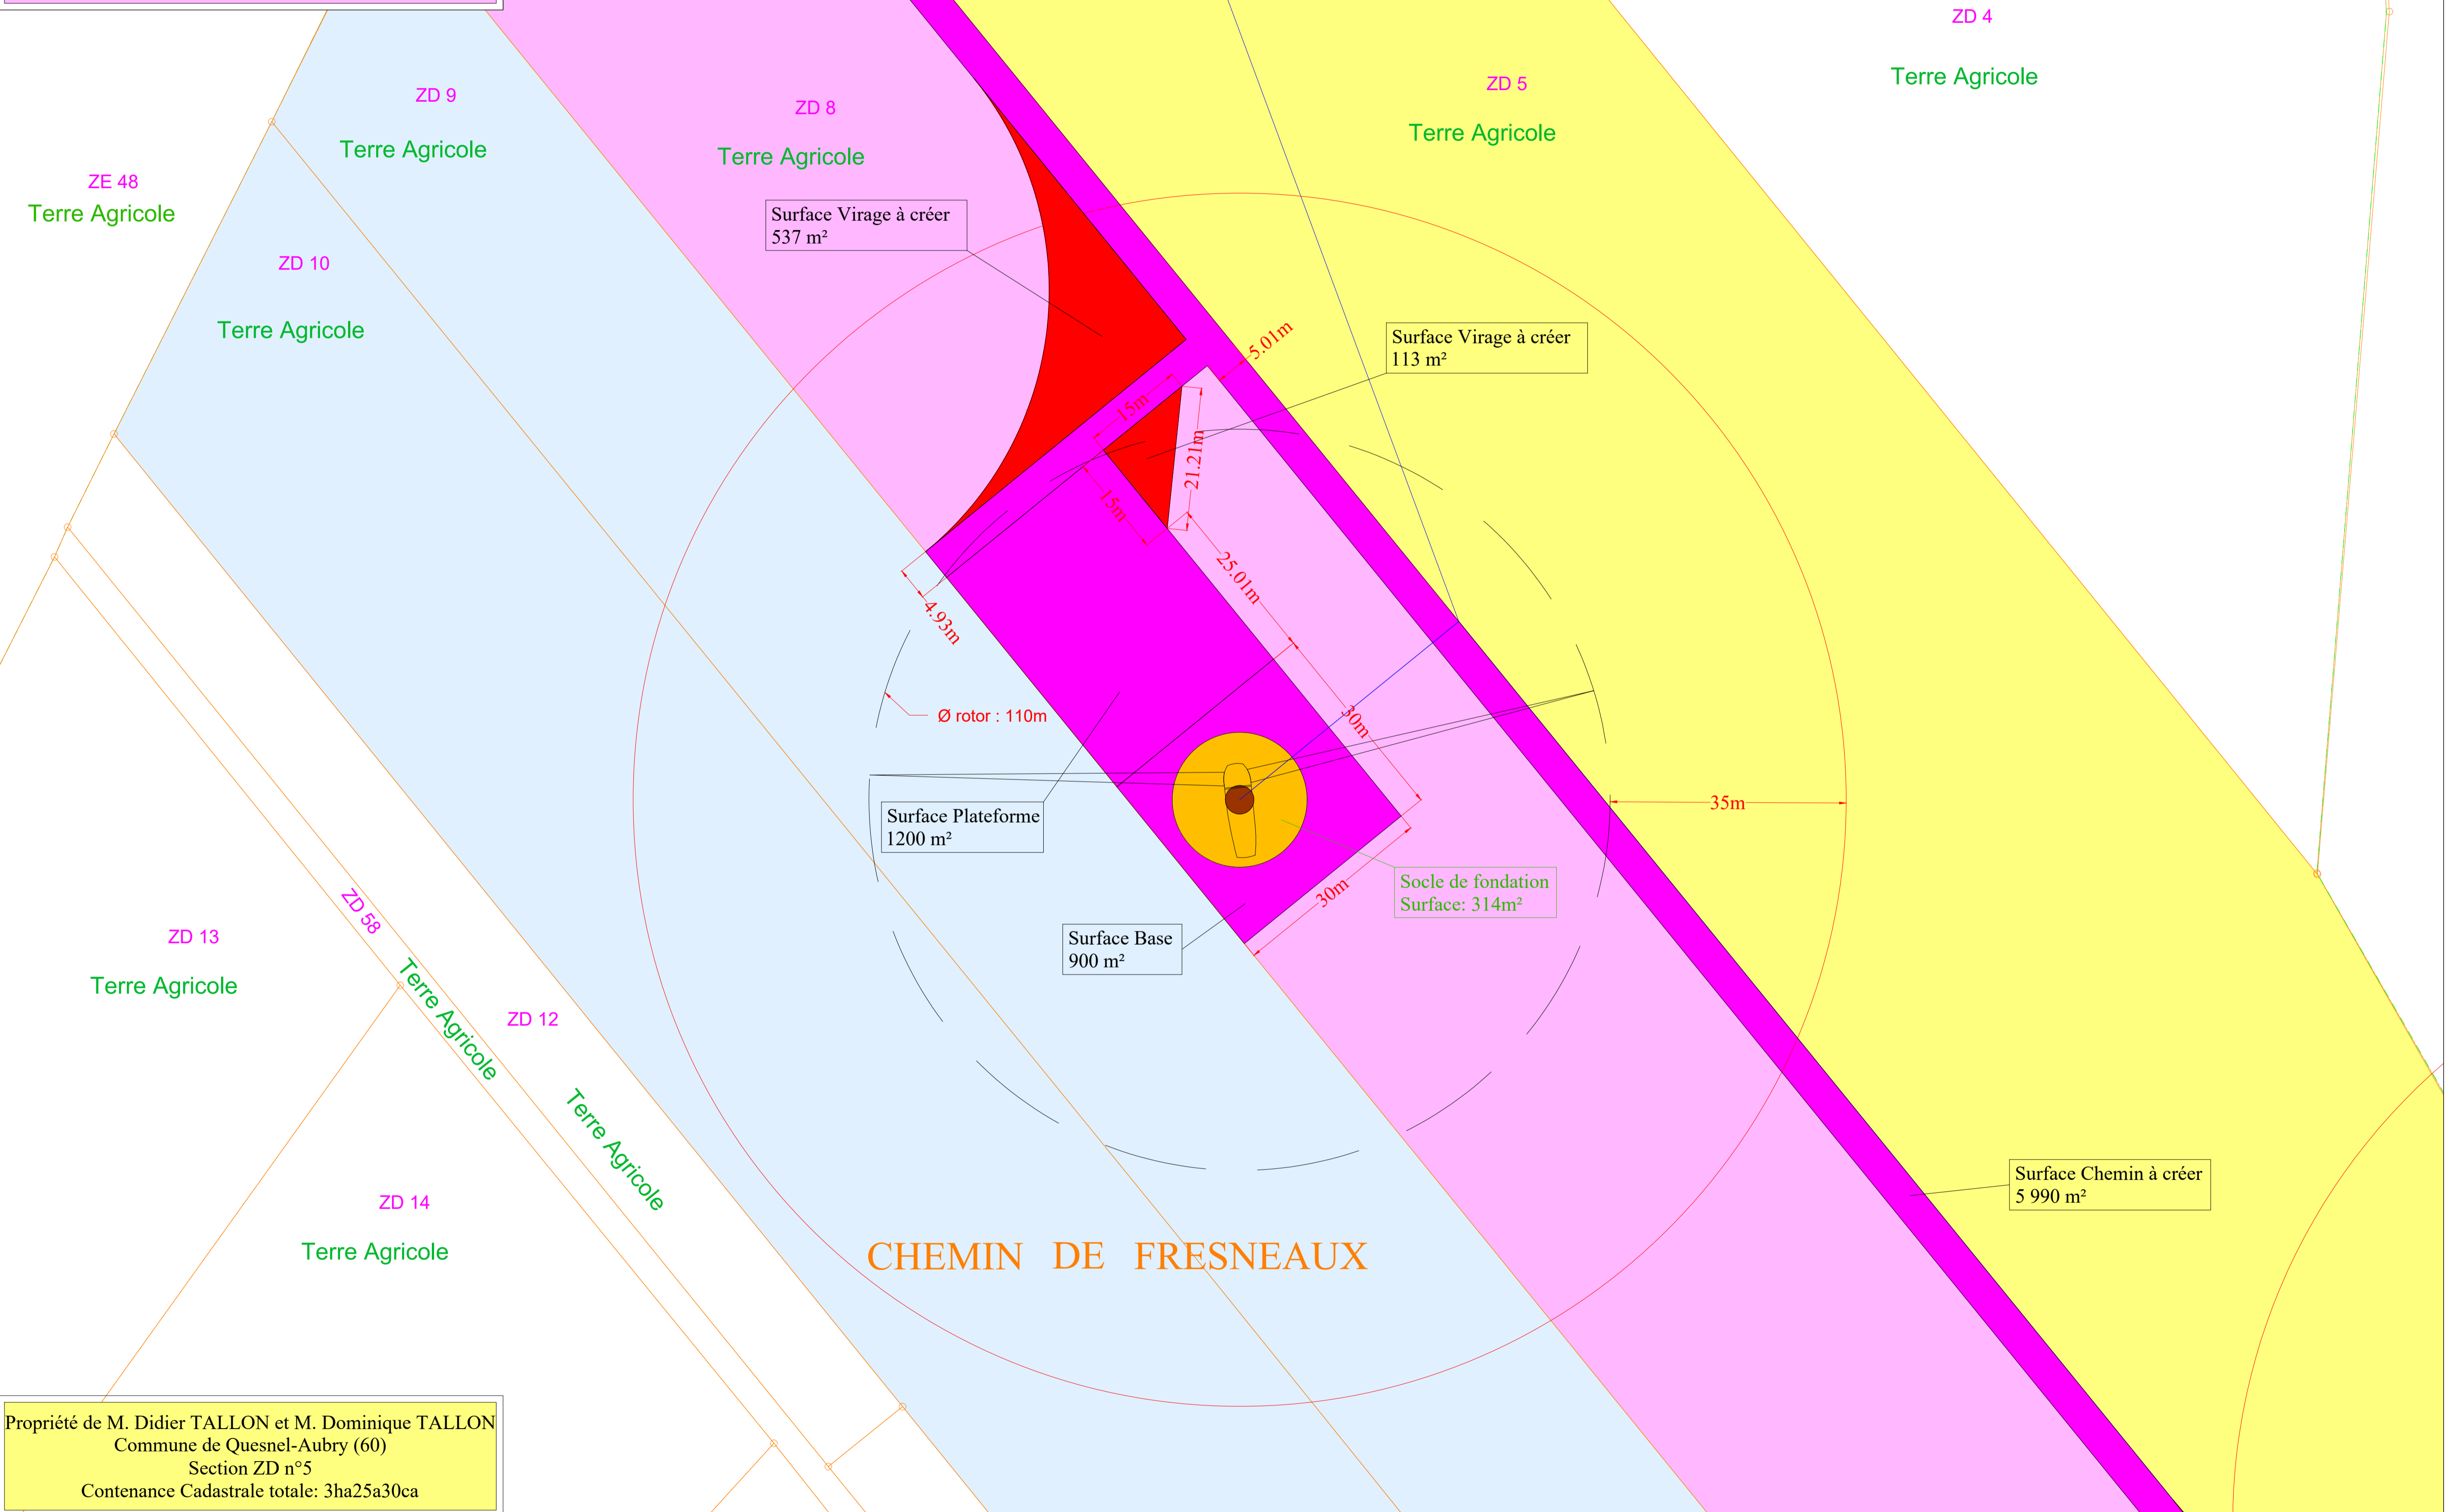 ZD 4
Terre Agricole
ZD 5
Terre Agricole
ZD 9
Terre Agricole
ZD 8
Terre Agricole
ZE 48
Terre Agricole
Surface Virage à créer
537 m²
ZD 10
Terre Agricole
5.01m
Surface Virage à créer
113 m²
15m
21.21m
15m
25.01m
4.93m
Ø rotor : 110m
30m
Surface Plateforme
1200 m²
35m
Socle de fondation
Surface: 314m²
30m
Surface Base
900 m²
ZD 58
Terre Agricole
ZD 13
Terre Agricole
ZD 12
Terre Agricole
ZD 14
Terre Agricole
CHEMIN DE FRESNEAUX
Surface Chemin à créer
5 990 m²
Propriété de M. Didier TALLON et M. Dominique TALLON
Commune de Quesnel-Aubry (60)
Section ZD n°5
Contenance Cadastrale totale: 3ha25a30ca